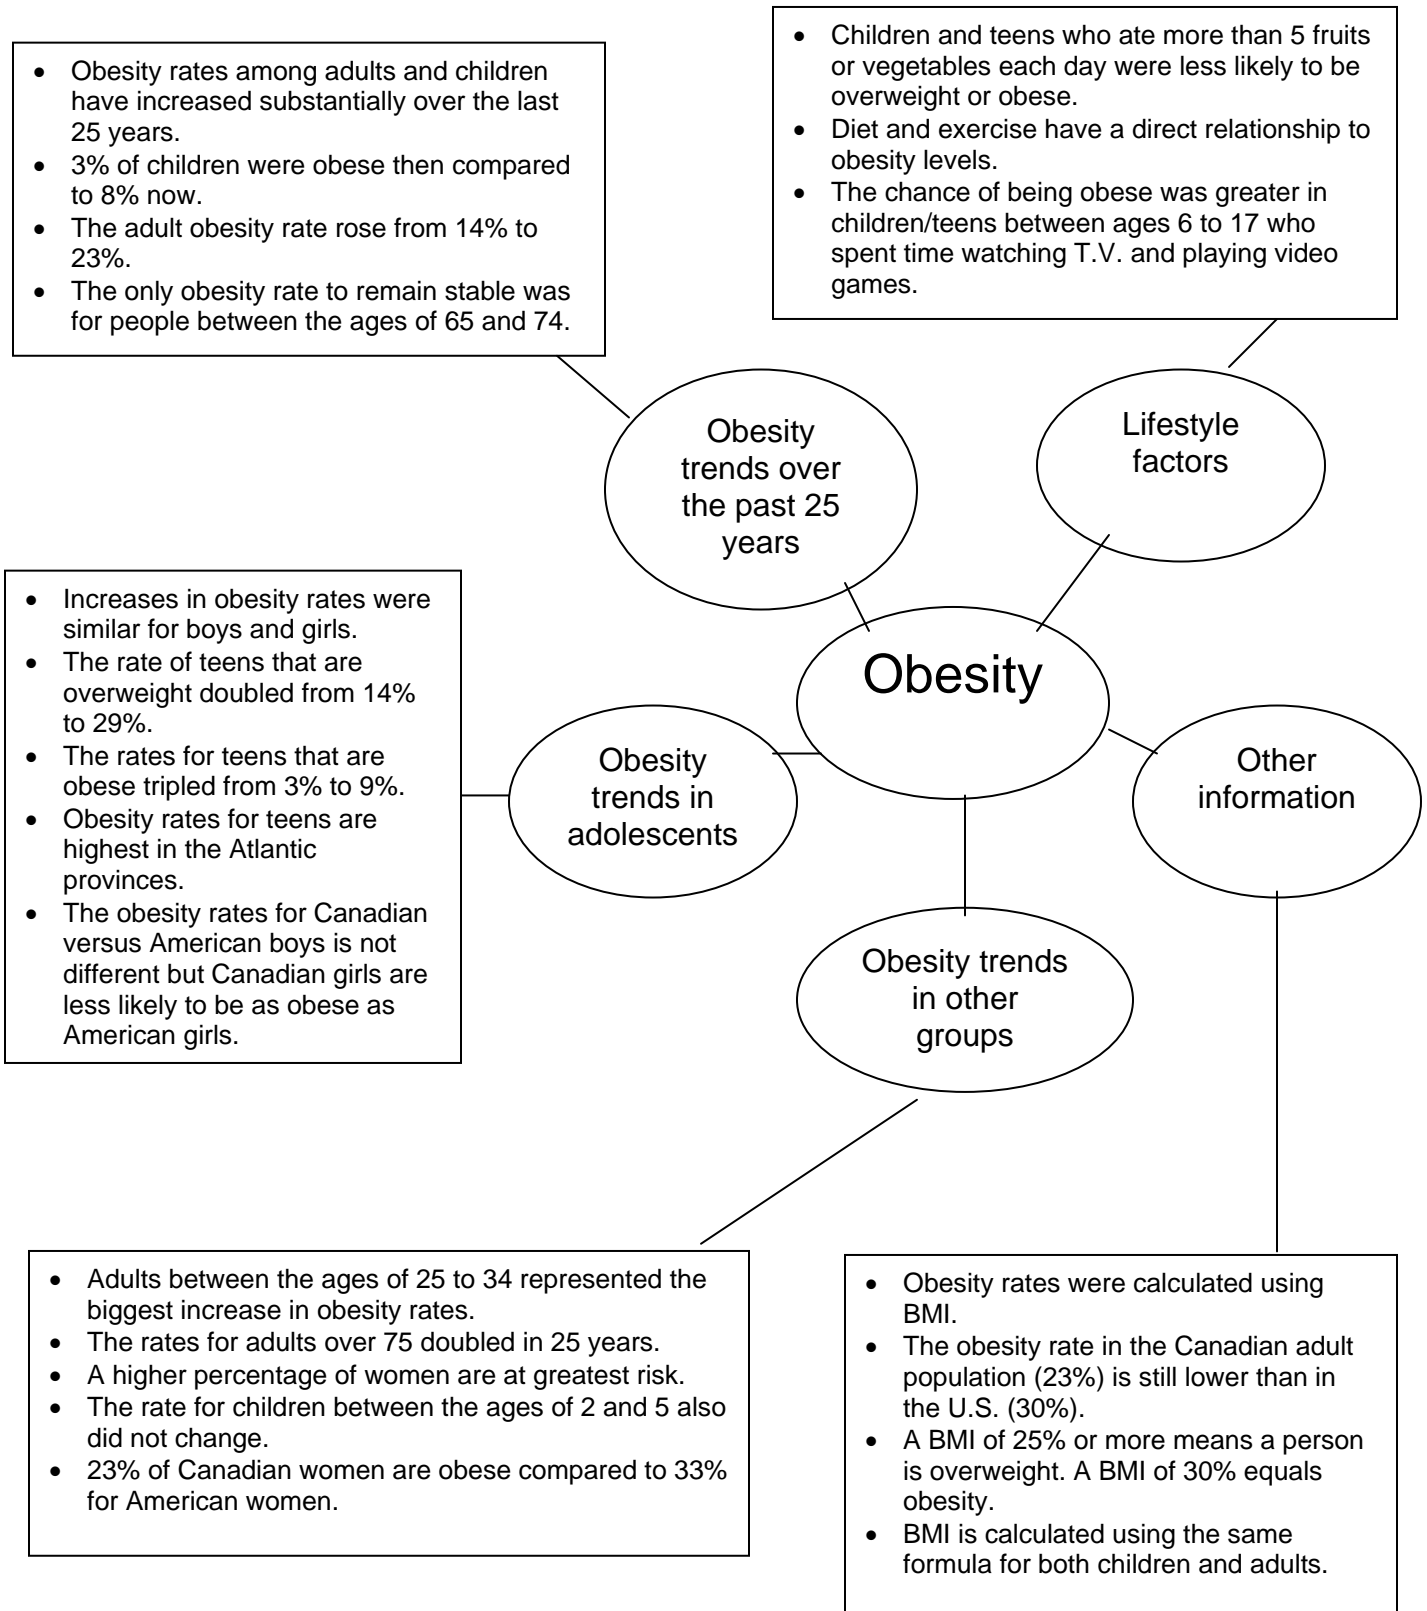 • Obesity rates among adults and children
have increased substantially over the last
25 years.
• 3% of children were obese then compared
to 8% now.
• The adult obesity rate rose from 14% to
23%.
• The only obesity rate to remain stable was
for people between the ages of 65 and 74.
• Children and teens who ate more than 5 fruits
or vegetables each day were less likely to be
overweight or obese.
• Diet and exercise have a direct relationship to
obesity levels.
• The chance of being obese was greater in
children/teens between ages 6 to 17 who
spent time watching T.V. and playing video
games.
Obesity
trends over
the past 25
years
Lifestyle
factors
• Increases in obesity rates were
similar for boys and girls.
• The rate of teens that are
overweight doubled from 14%
to 29%.
• The rates for teens that are
obese tripled from 3% to 9%.
• Obesity rates for teens are
highest in the Atlantic
provinces.
• The obesity rates for Canadian
versus American boys is not
different but Canadian girls are
less likely to be as obese as
American girls.
Obesity
Obesity
trends in
adolescents
Other
information
Obesity trends
in other
groups
• Adults between the ages of 25 to 34 represented the
biggest increase in obesity rates.
• The rates for adults over 75 doubled in 25 years.
• A higher percentage of women are at greatest risk.
• The rate for children between the ages of 2 and 5 also
did not change.
• 23% of Canadian women are obese compared to 33%
for American women.
• Obesity rates were calculated using
BMI.
• The obesity rate in the Canadian adult
population (23%) is still lower than in
the U.S. (30%).
• A BMI of 25% or more means a person
is overweight. A BMI of 30% equals
obesity.
• BMI is calculated using the same
formula for both children and adults.